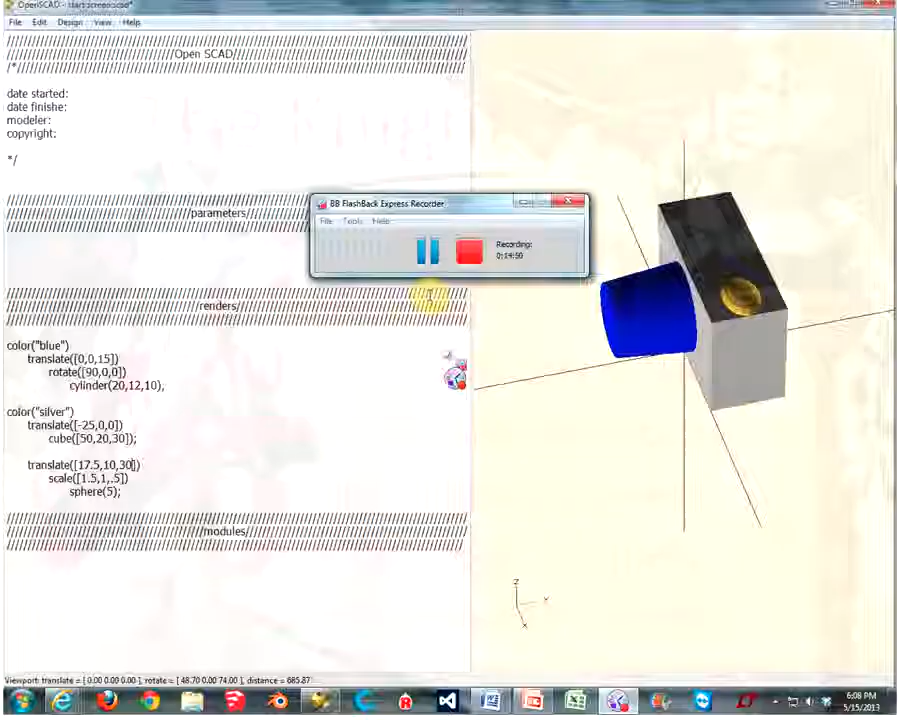 OpenSCAD - start screen.scad*
File Edit Design View Help
////////////////////////////////////////////////////////////////////////////////////////
////////////////////////////////Open SCAD////////////////////////////////////////////
/*//////////////////////////////////////////////////////////////////////////////////////
date started:
date finishe:
modeler:
copyright:
*/
BB FlashBack Express Recorder
File Tools Help
Recording:
0:14:50
////////////////////////////////////////////////////////
///////////////////////////////////parameters/
////////////////////////////////////////////////////////
////////////////////////////////////////////////////////////////////////////////////////
/////////////////////////////////////renders///////////////////////////////////////////
////////////////////////////////////////////////////////////////////////////////////////
color("blue")
translate([0,0,15])
rotate([90,0,0])
cylinder(20,12,10);
color("silver")
translate([-25,0,0])
cube([50,20,30]);
translate([17.5,10,30])
scale([1.5,1,.5])
sphere(5);
////////////////////////////////////////////////////////////////////////////////////////
/////////////////////////////////////modules//////////////////////////////////////////
////////////////////////////////////////////////////////////////////////////////////////
Z
Y
X
Viewport: translate = [ 0.00 0.00 0.00 ], rotate = [ 48.70 0.00 74.00 ], distance = 685.87
6:08 PM
5/15/2013